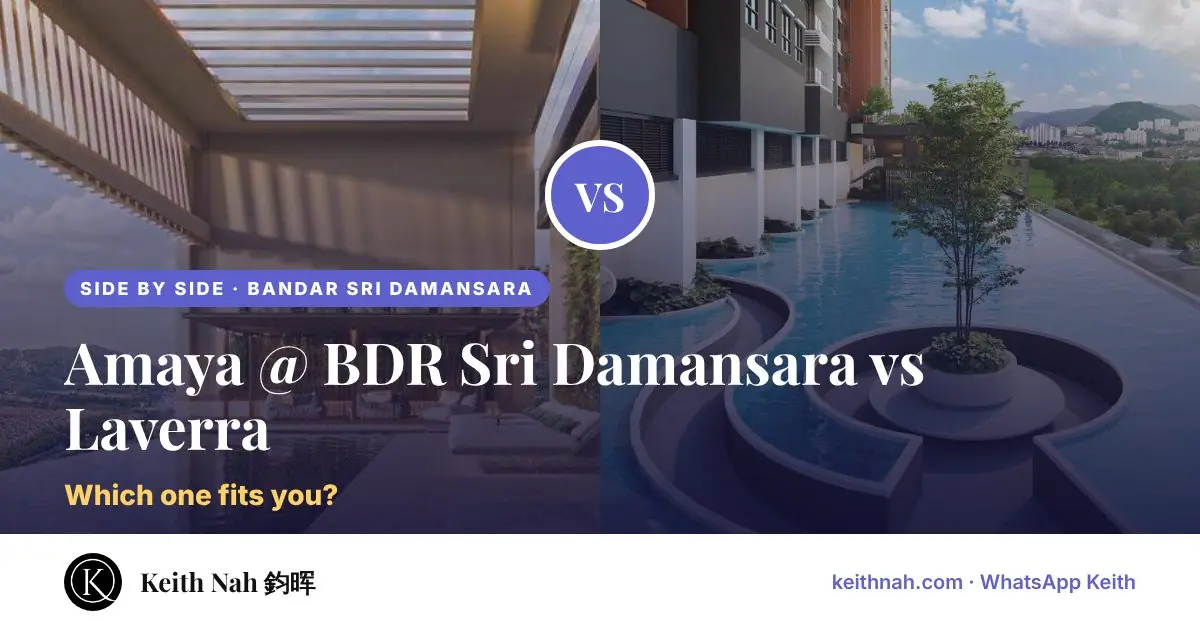 VS
SIDE BY SIDE · BANDAR SRI DAMANSARA
Amaya @ BDR Sri Damansara vs
Laverra
Which one fits you?
K
Keith Nah 鈞晖
keithnah.com · WhatsApp Keith